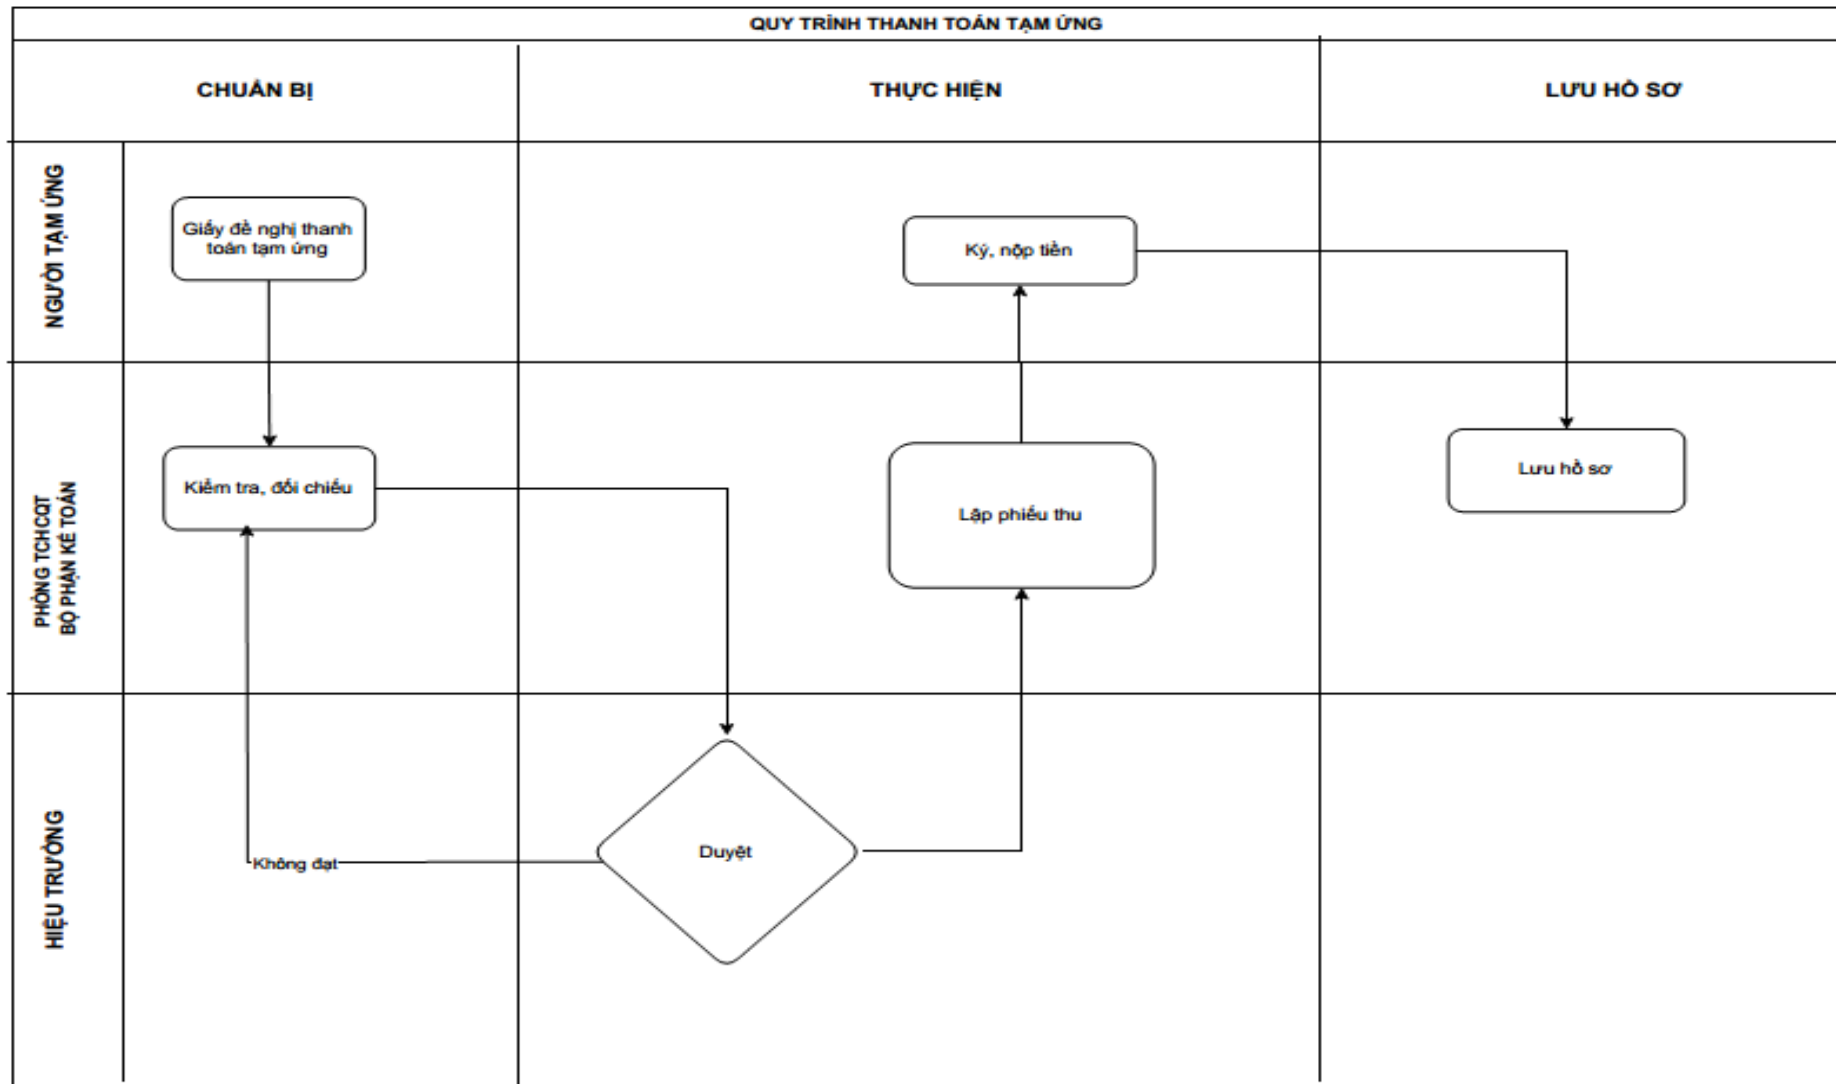 QUY TRÌNH THANH TOÁN TẠM ỨNG
CHUẨN BỊ
THỰC HIỆN
LƯU HỒ SƠ
NGƯỜI TẠM ỨNG
Giấy đề nghị thanh
toán tạm ứng
Ký, nộp tiền
PHÒNG TCHCQT
BỘ PHẬN KẾ TOÁN
Kiểm tra, đối chiếu
Lập phiếu thu
Lưu hồ sơ
HIỆU TRƯỞNG
Không đạt
Duyệt